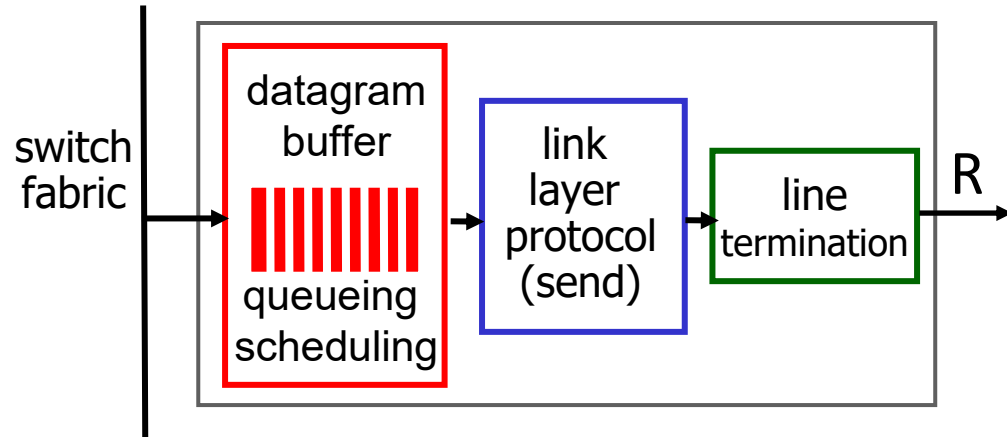 switch
fabric
datagram
buffer
queueing
scheduling
link
layer
protocol
(send)
line
termination
R